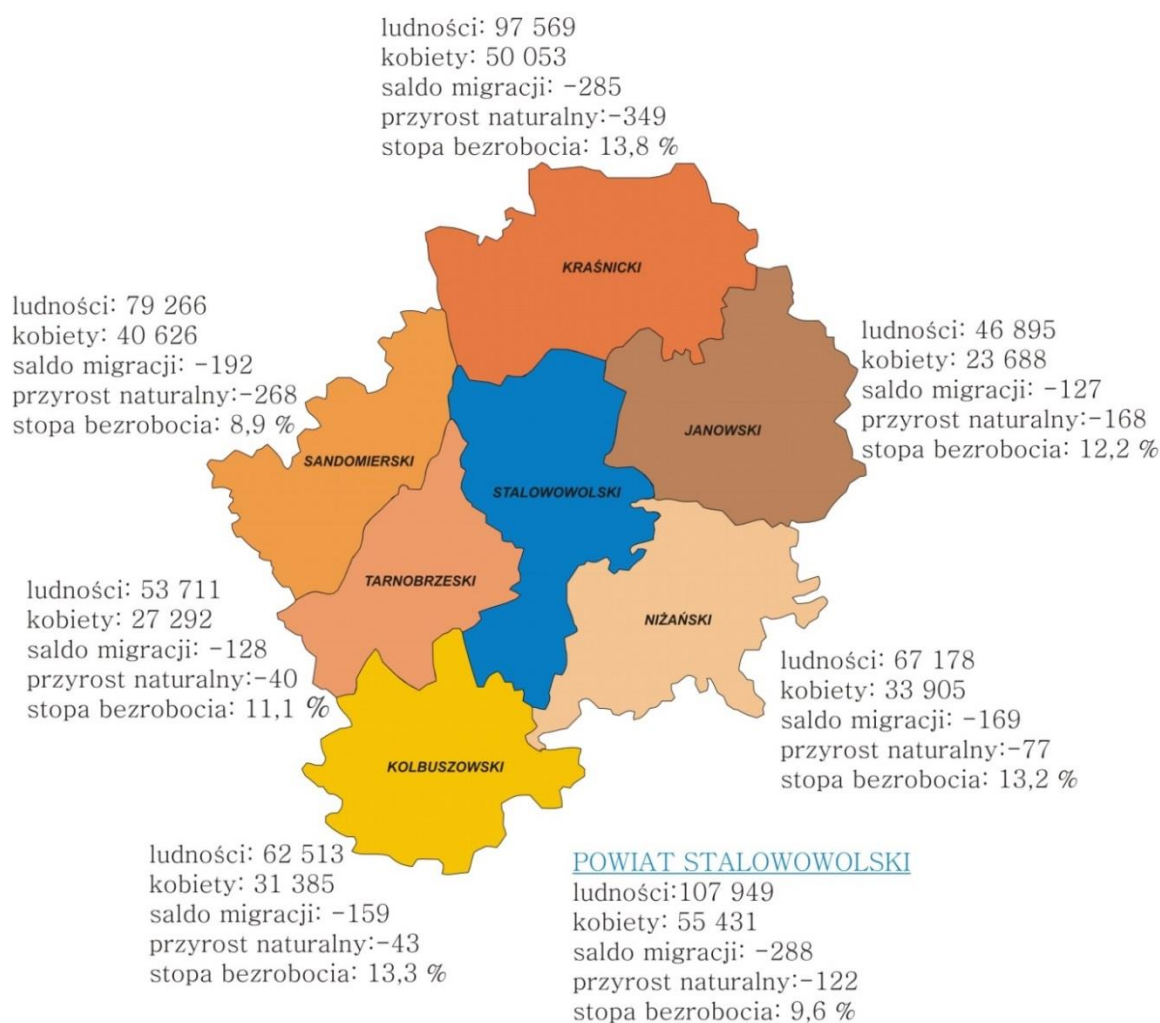 ludności: 97 569
kobiety: 50 053
saldo migracji: -285
przyrost naturalny:-349
stopa bezrobocia: 13,8 %
KRAŚNICKI
ludności: 79 266
kobiety: 40 626
saldo migracji: -192
przyrost naturalny:-268
stopa bezrobocia: 8,9 %
SANDOMIERSKI
ludności: 46 895
kobiety: 23 688
saldo migracji: -127
przyrost naturalny:-168
stopa bezrobocia: 12,2 %
JANOWSKI
STALOWOWOLSKI
ludności: 53 711
kobiety: 27 292
saldo migracji: -128
przyrost naturalny:-40
stopa bezrobocia: 11,1 %
TARNOBRZESKI
NIŻAŃSKI
ludności: 67 178
kobiety: 33 905
saldo migracji: -169
przyrost naturalny:-77
stopa bezrobocia: 13,2 %
KOLBUSZOWSKI
ludności: 62 513
kobiety: 31 385
saldo migracji: -159
przyrost naturalny:-43
stopa bezrobocia: 13,3 %
POWIAT STALOWOWOLSKI
ludności:107 949
kobiety: 55 431
saldo migracji: -288
przyrost naturalny:-122
stopa bezrobocia: 9,6 %